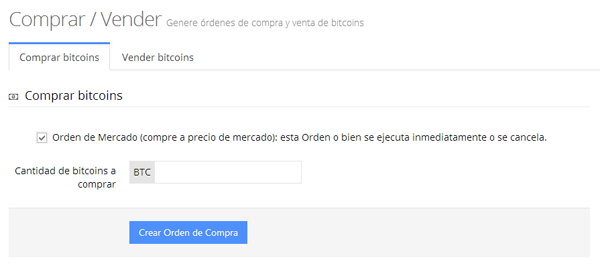 Comprar / Vender Genere órdenes de compra y venta de bitcoins
Comprar bitcoins Vender bitcoins
Comprar bitcoins
Orden de Mercado (compre a precio de mercado): esta Orden o bien se ejecuta inmediatamente o se cancela.
Cantidad de bitcoins a
comprar
BTC
Crear Orden de Compra